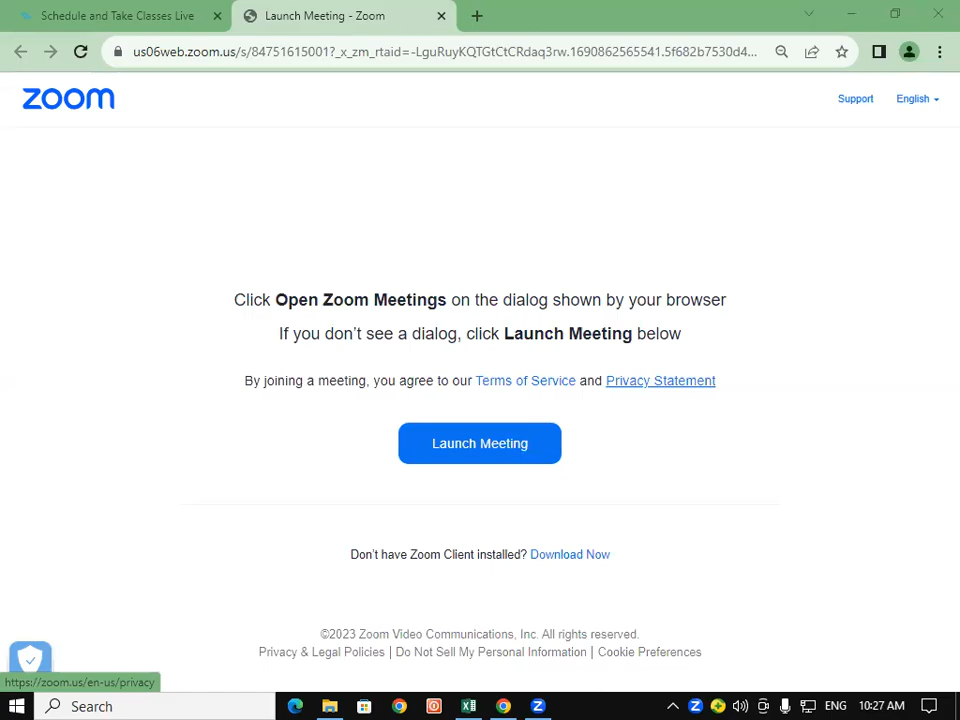 Schedule and Take Classes Live
Launch Meeting - Zoom
us06web.zoom.us/s/84751615001?_x_zm_rtaid=-LguRuyKQTGtCtCRdaq3rw.1690862565541.5f682b7530d4...
zoom
Support
English
Click Open Zoom Meetings on the dialog shown by your browser
If you don't see a dialog, click Launch Meeting below
By joining a meeting, you agree to our Terms of Service and Privacy Statement
Launch Meeting
Don't have Zoom Client installed? Download Now
©2023 Zoom Video Communications, Inc. All rights reserved.
Privacy & Legal Policies | Do Not Sell My Personal Information | Cookie Preferences
https://zoom.us/en-us/privacy
Search
ENG
10:27 AM